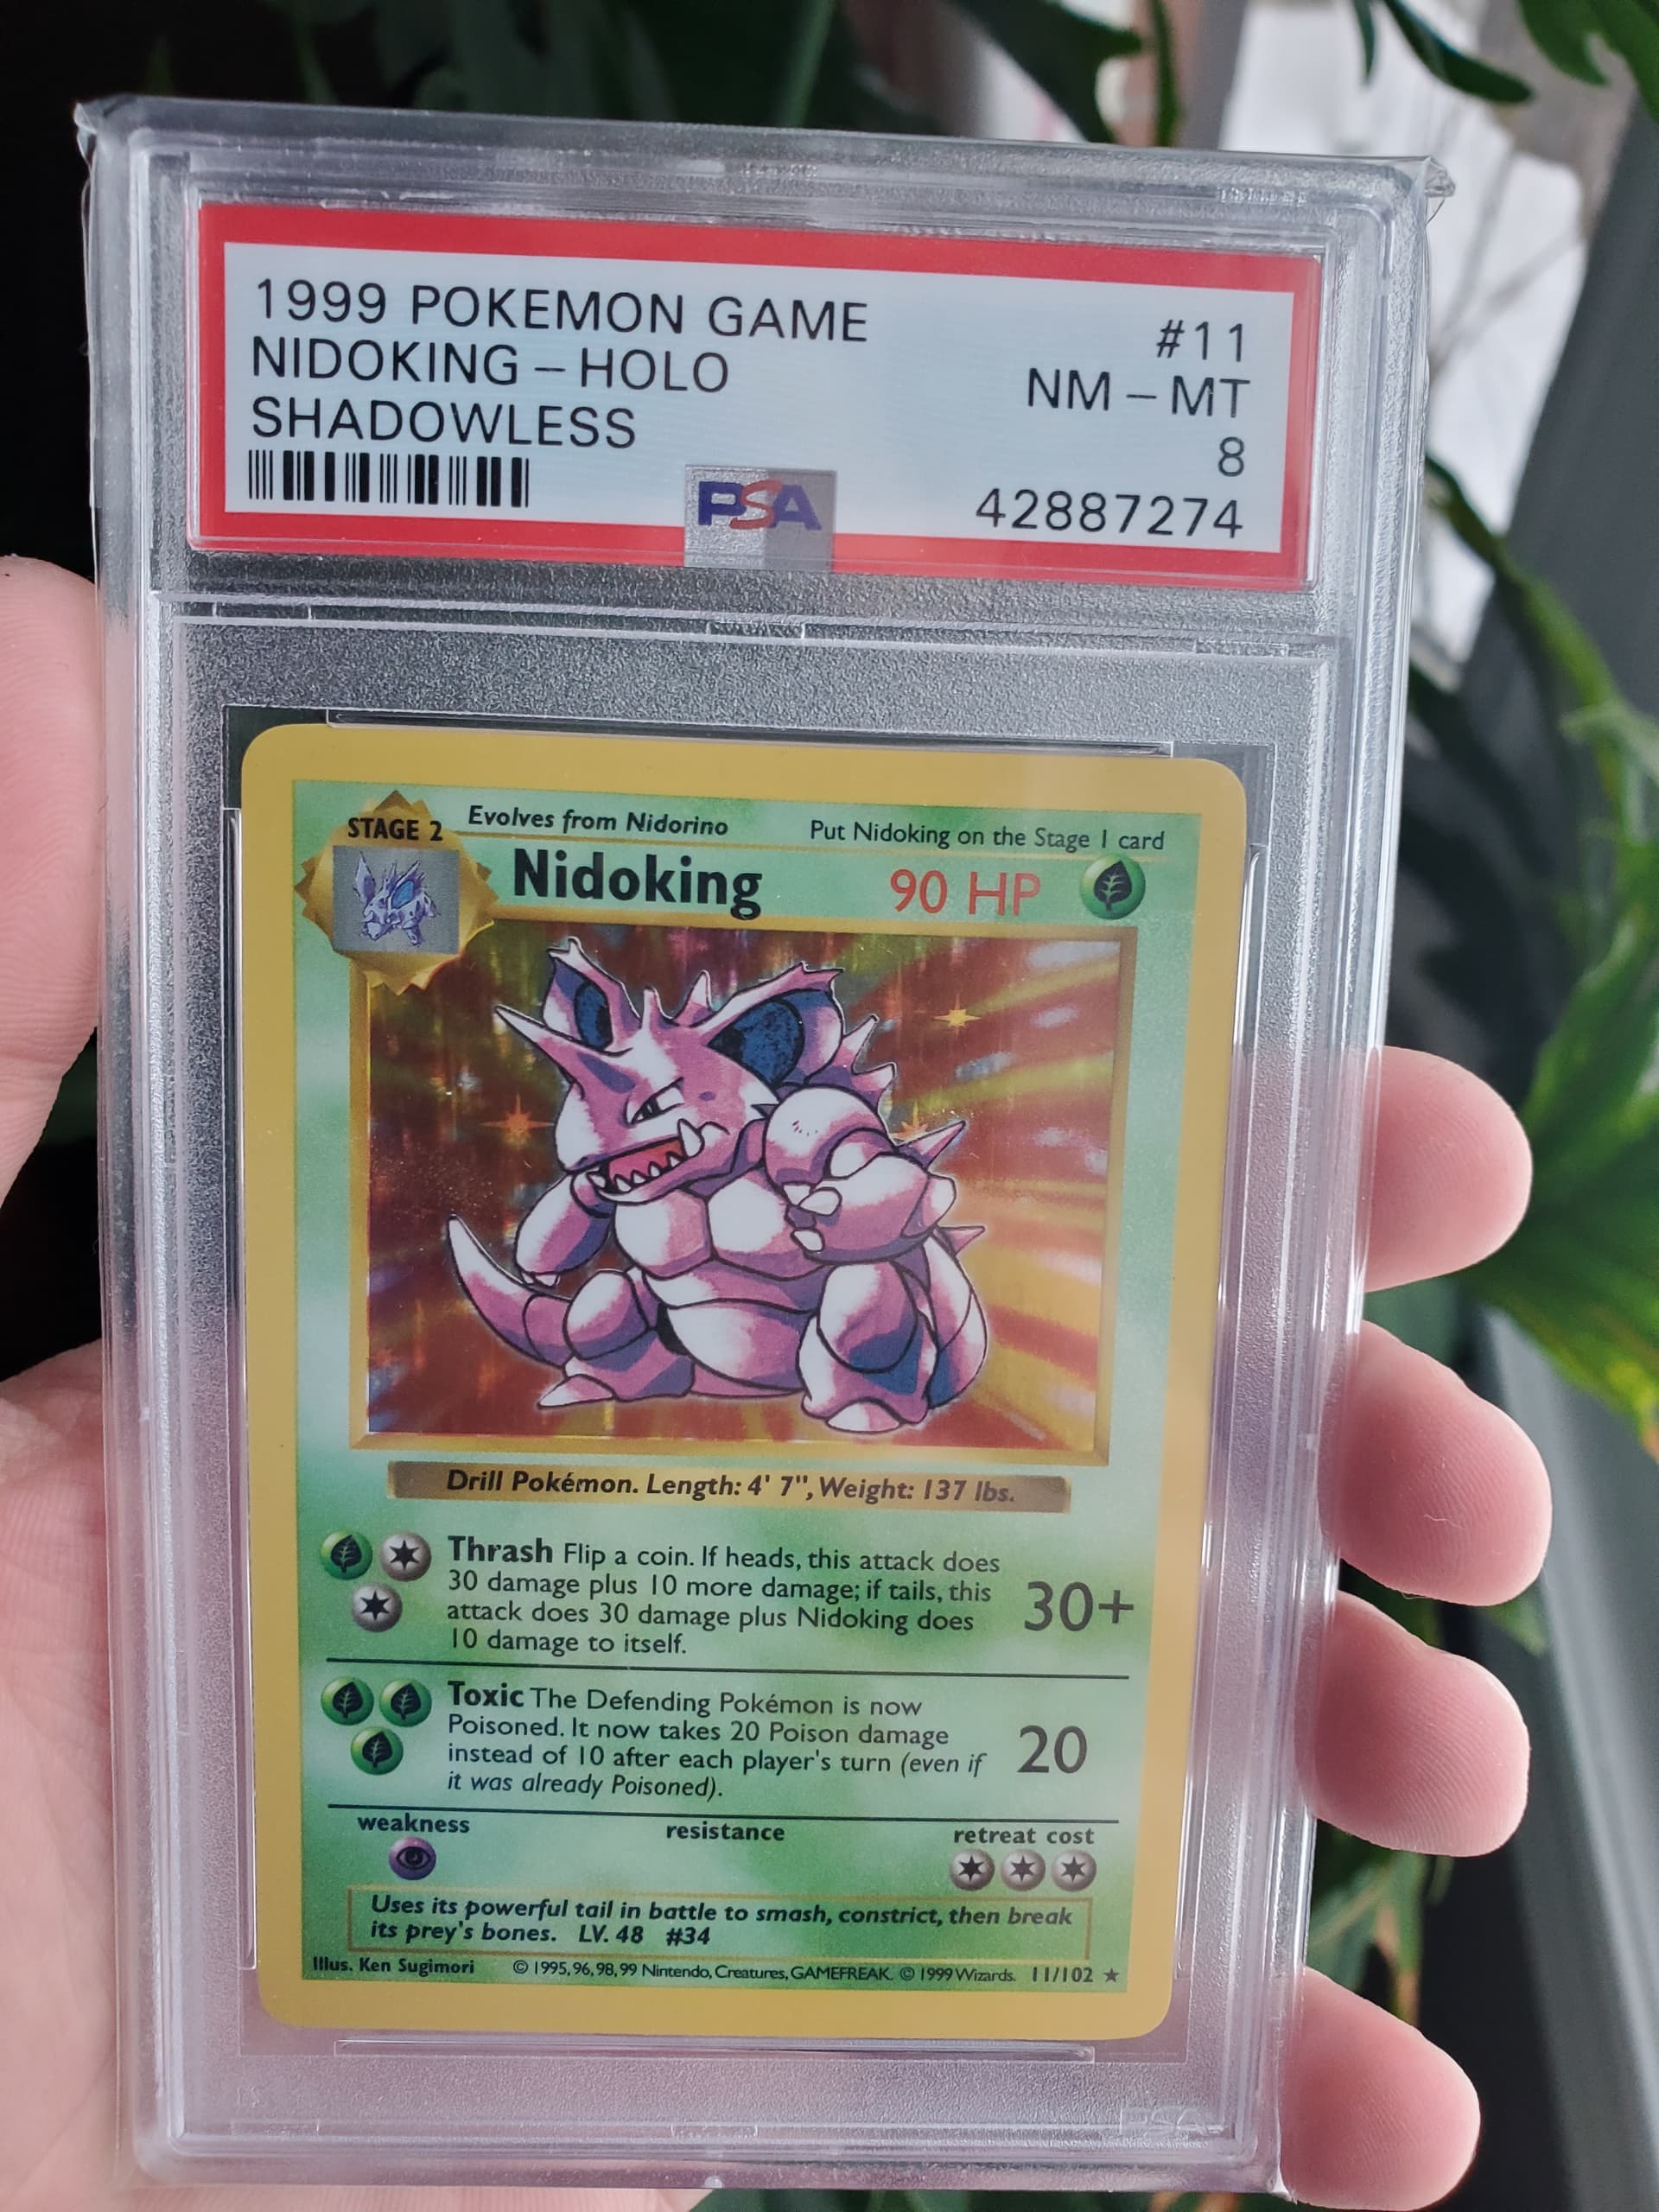 1999 POKEMON GAME #11
NIDOKING – HOLO NM – MT
SHADOWLESS 8
PSA 42887274
STAGE 2 Evolves from Nidorino Put Nidoking on the Stage 1 card
Nidoking 90 HP
Drill Pokémon. Length: 4' 7", Weight: 137 lbs.
Thrash Flip a coin. If heads, this attack does
30 damage plus 10 more damage; if tails, this
attack does 30 damage plus Nidoking does
10 damage to itself.
30+
Toxic The Defending Pokémon is now
Poisoned. It now takes 20 Poison damage
instead of 10 after each player's turn (even if
it was already Poisoned).
20
weakness resistance retreat cost
Uses its powerful tail in battle to smash, constrict, then break
its prey's bones. LV. 48 #34
Illus. Ken Sugimori © 1995, 96, 98, 99 Nintendo, Creatures, GAMEFREAK. © 1999 Wizards. 11/102 ★
PSA